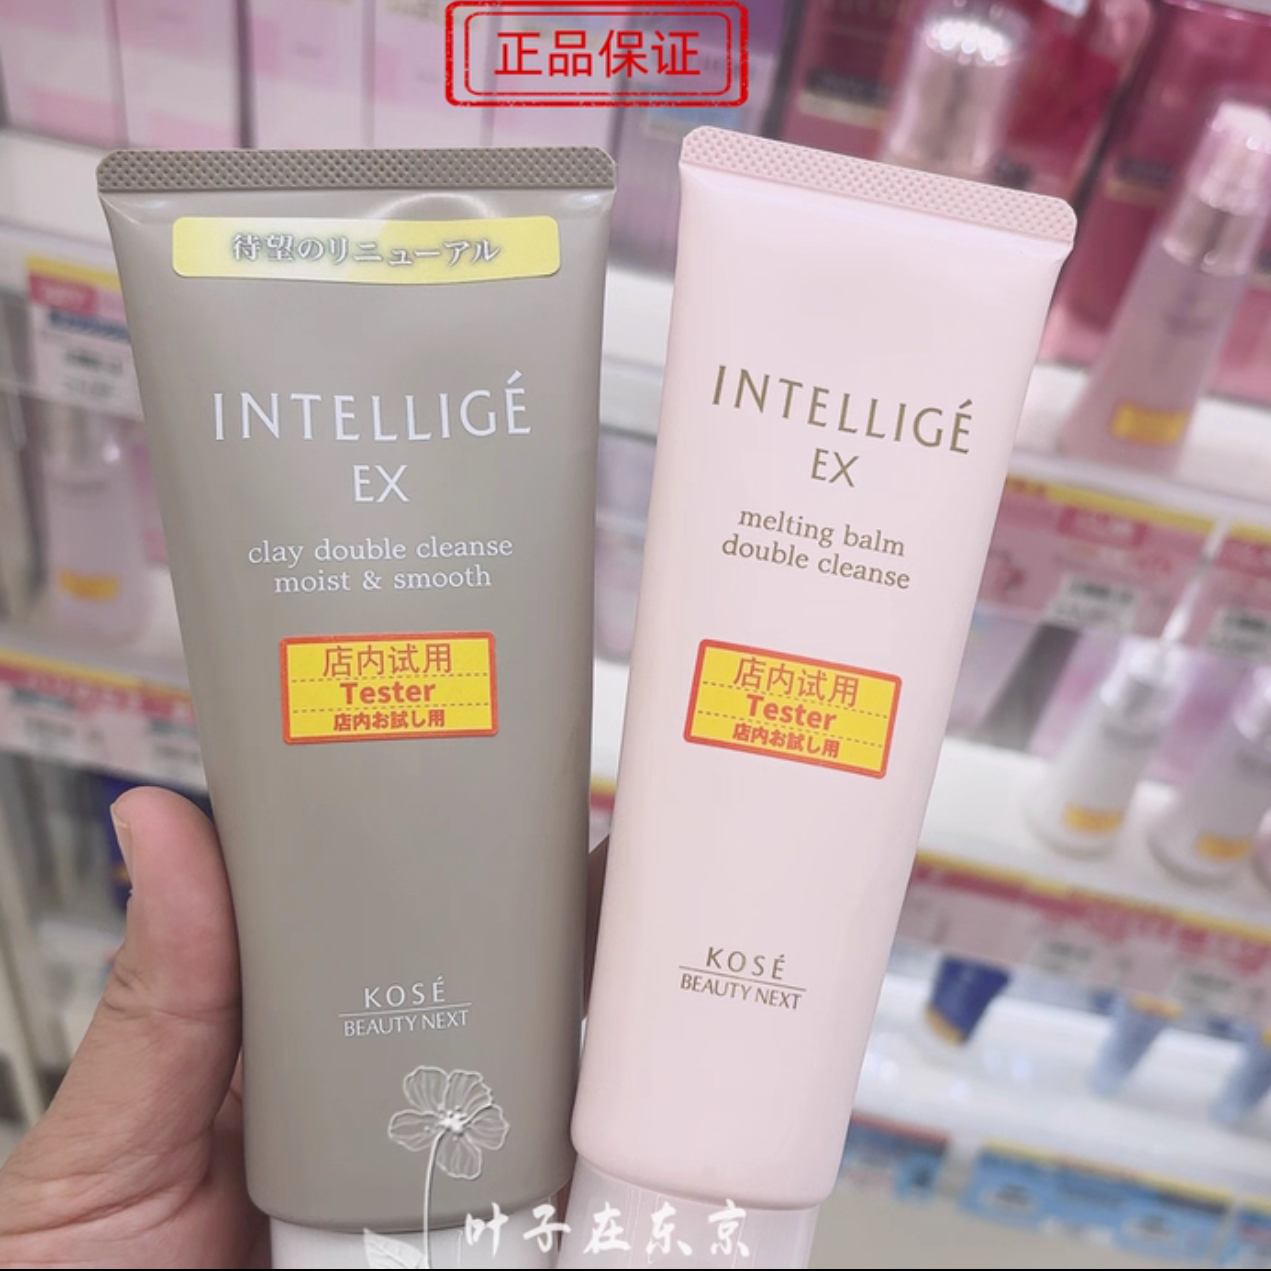 正品保证
待望のリニューアル
INTELLIGÉ
EX
clay double cleanse
moist & smooth
店内试用
Tester
店内お試し用
KOSÉ
BEAUTY NEXT
INTELLIGÉ
EX
melting balm
double cleanse
店内试用
Tester
店内お試し用
KOSÉ
BEAUTY NEXT
叶子在东京